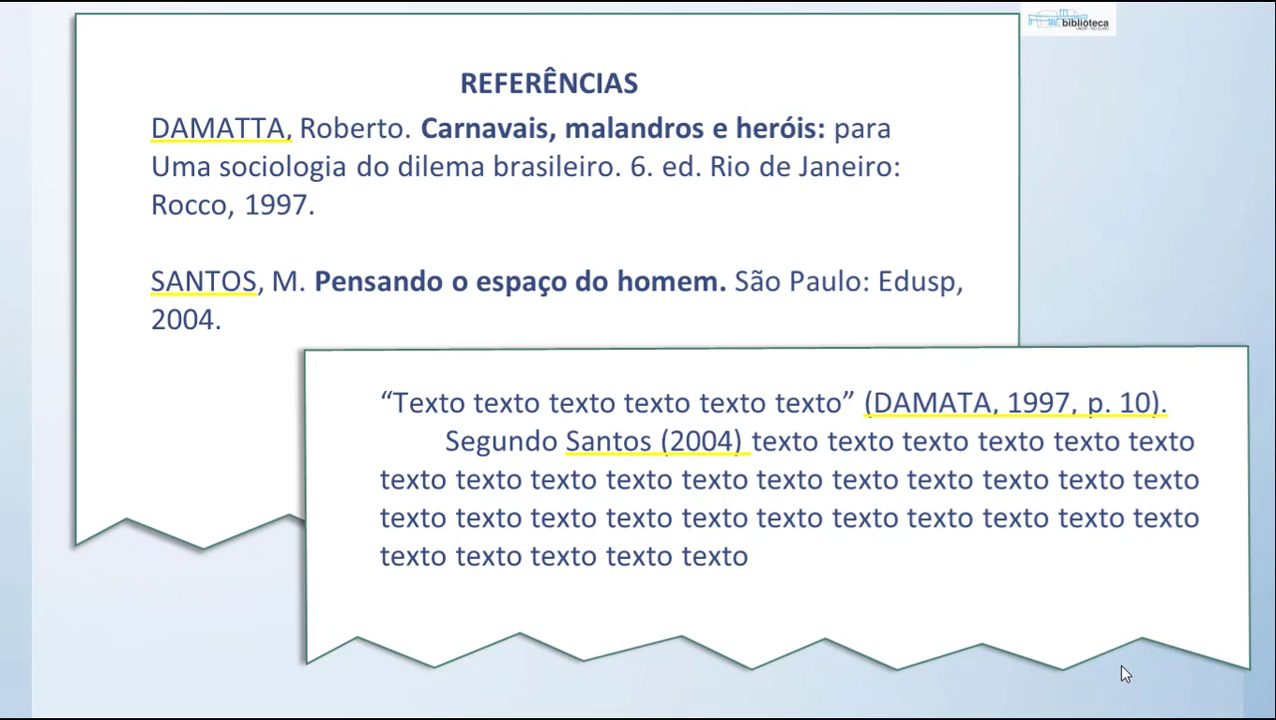 biblioteca
REFERÊNCIAS
DAMATTA, Roberto. Carnavais, malandros e heróis: para
Uma sociologia do dilema brasileiro. 6. ed. Rio de Janeiro:
Rocco, 1997.
SANTOS, M. Pensando o espaço do homem. São Paulo: Edusp,
2004.
“Texto texto texto texto texto texto” (DAMATA, 1997, p. 10).
Segundo Santos (2004) texto texto texto texto texto texto
texto texto texto texto texto texto texto texto texto texto texto
texto texto texto texto texto texto texto texto texto texto texto
texto texto texto texto texto